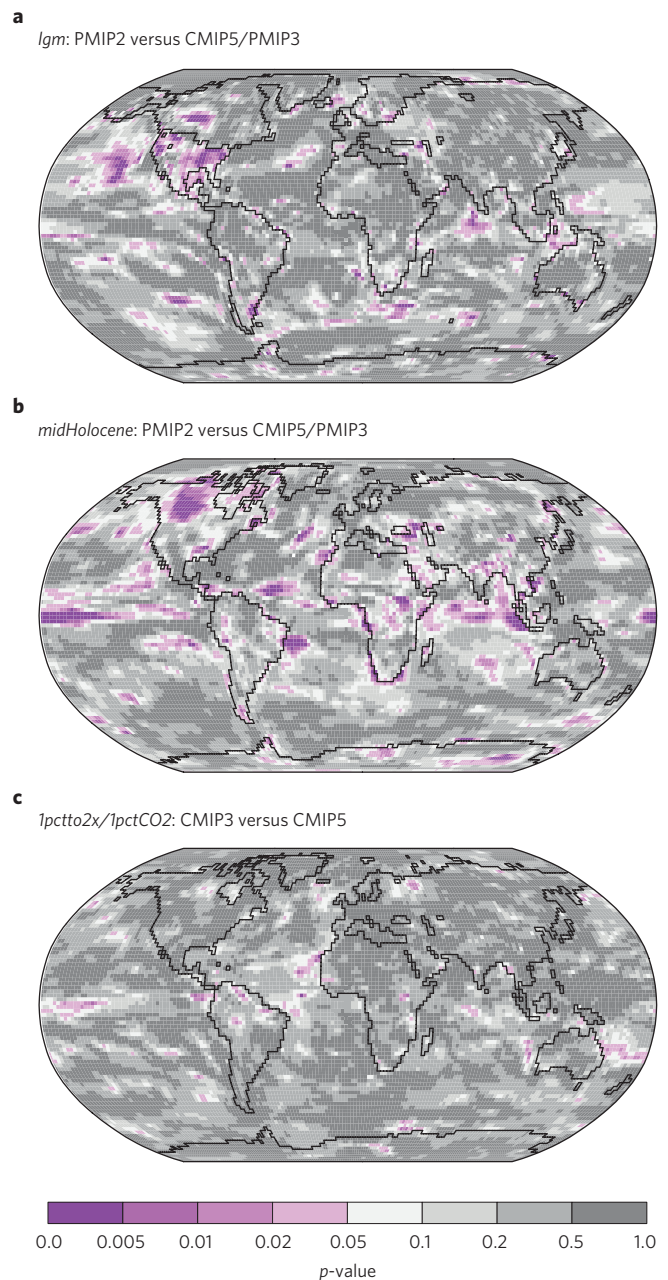 a
lgm: PMIP2 versus CMIP5/PMIP3
b
midHolocene: PMIP2 versus CMIP5/PMIP3
c
1pctto2x/1pctCO2: CMIP3 versus CMIP5
0.0 0.005 0.01 0.02 0.05 0.1 0.2 0.5 1.0
p-value